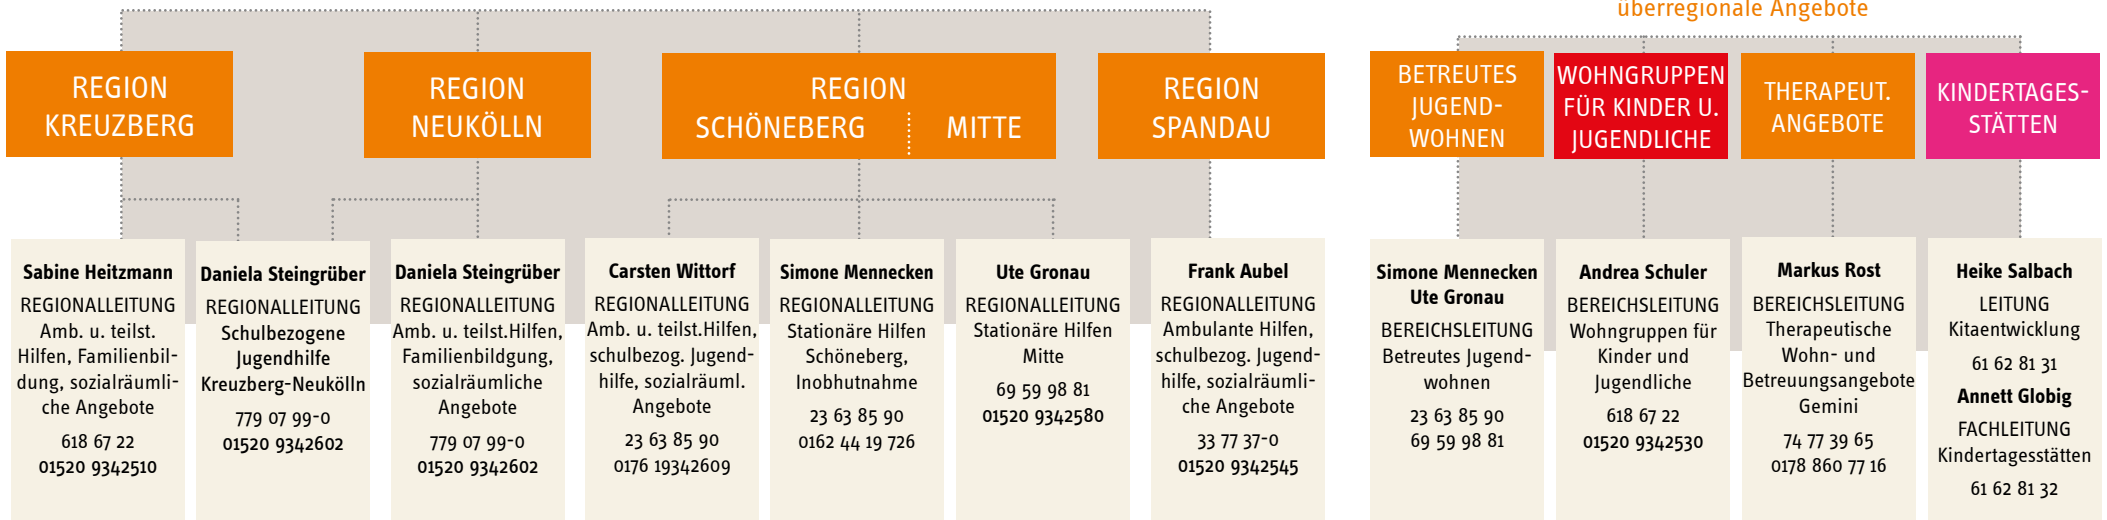 überregionale Angebote
REGION
KREUZBERG
REGION
NEUKÖLLN
REGION
SCHÖNEBERG MITTE
REGION
SPANDAU
BETREUTES
JUGEND-
WOHNEN
WOHNGRUPPEN
FÜR KINDER U.
JUGENDLICHE
THERAPEUT.
ANGEBOTE
KINDERTAGES-
STÄTTEN
Sabine Heitzmann
REGIONALLEITUNG
Amb. u. teilst.
Hilfen, Familienbil-
dung, sozialräumli-
che Angebote
618 67 22
01520 9342510
Daniela Steingrüber
REGIONALLEITUNG
Schulbezogene
Jugendhilfe
Kreuzberg-Neukölln
779 07 99-0
01520 9342602
Daniela Steingrüber
REGIONALLEITUNG
Amb. u. teilst.Hilfen,
Familienbildgung,
sozialräumliche
Angebote
779 07 99-0
01520 9342602
Carsten Wittorf
REGIONALLEITUNG
Amb. u. teilst.Hilfen,
schulbezog. Jugend-
hilfe, sozialräuml.
Angebote
23 63 85 90
0176 19342609
Simone Mennecken
REGIONALLEITUNG
Stationäre Hilfen
Schöneberg,
Inobhutnahme
23 63 85 90
0162 44 19 726
Ute Gronau
REGIONALLEITUNG
Stationäre Hilfen
Mitte
69 59 98 81
01520 9342580
Frank Aubel
REGIONALLEITUNG
Ambulante Hilfen,
schulbezog. Jugend-
hilfe, sozialräumli-
che Angebote
33 77 37-0
01520 9342545
Simone Mennecken
Ute Gronau
BEREICHSLEITUNG
Betreutes Jugend-
wohnen
23 63 85 90
69 59 98 81
Andrea Schuler
BEREICHSLEITUNG
Wohngruppen für
Kinder und
Jugendliche
618 67 22
01520 9342530
Markus Rost
BEREICHSLEITUNG
Therapeutische
Wohn- und
Betreuungsangebote
Gemini
74 77 39 65
0178 860 77 16
Heike Salbach
LEITUNG
Kitaentwicklung
61 62 81 31
Annett Globig
FACHLEITUNG
Kindertagesstätten
61 62 81 32